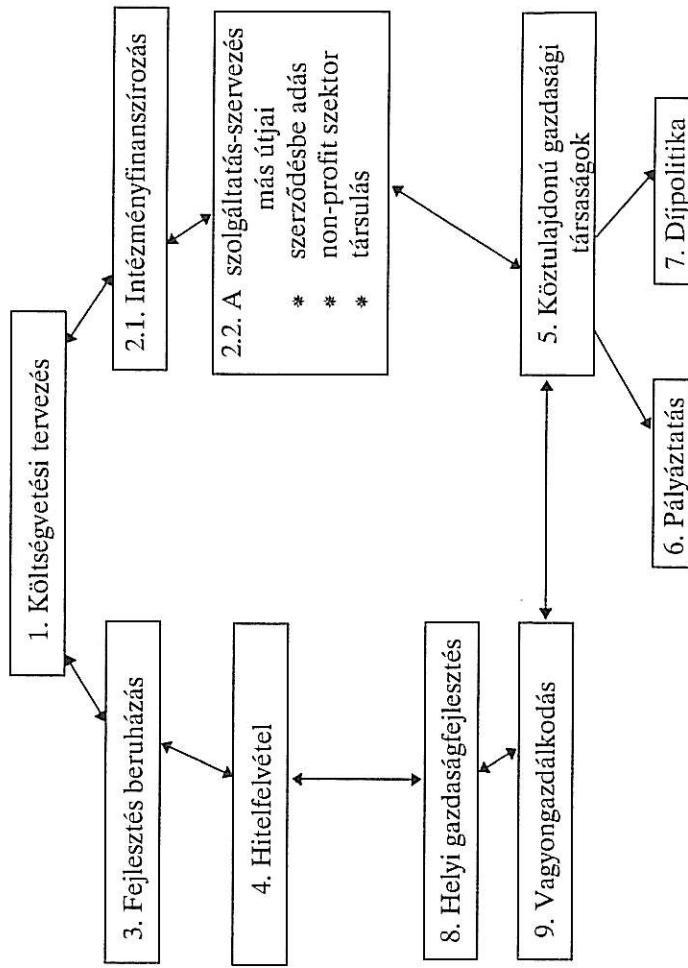 1. Költségvetési tervezés
3. Fejlesztés beruházás
2.1. Intézményfinanszírozás
4. Hitelfelvétel
2.2. A szolgáltatás-szervezés
más útjai
* szerződésbe adás
* non-profit szektor
* társulás
8. Helyi gazdaságfejlesztés
9. Vagyongazdálkodás
5. Köztulajdonú gazdasági
társaságok
6. Pályáztatás
7. Díjpolitika